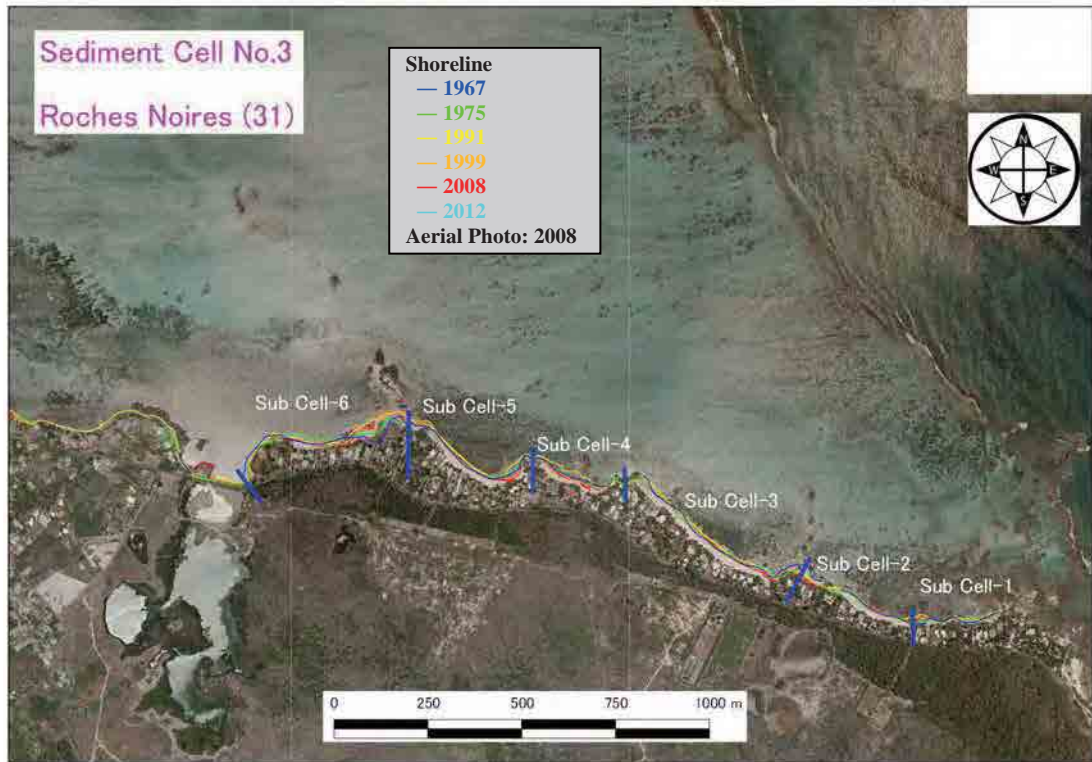 Sediment Cell No.3
Roches Noires (31)
Shoreline
— 1967
— 1975
— 1991
— 1999
— 2008
— 2012
Aerial Photo: 2008
N
W E
S
Sub Cell-6
Sub Cell-5
Sub Cell-4
Sub Cell-3
Sub Cell-2
Sub Cell-1
0 250 500 750 1000 m